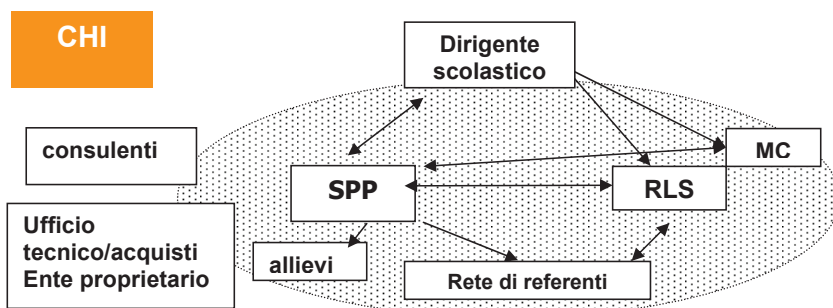 CHI
Dirigente
scolastico
consulenti
MC
SPP
RLS
Ufficio
tecnico/acquisti
Ente proprietario
allievi
Rete di referenti